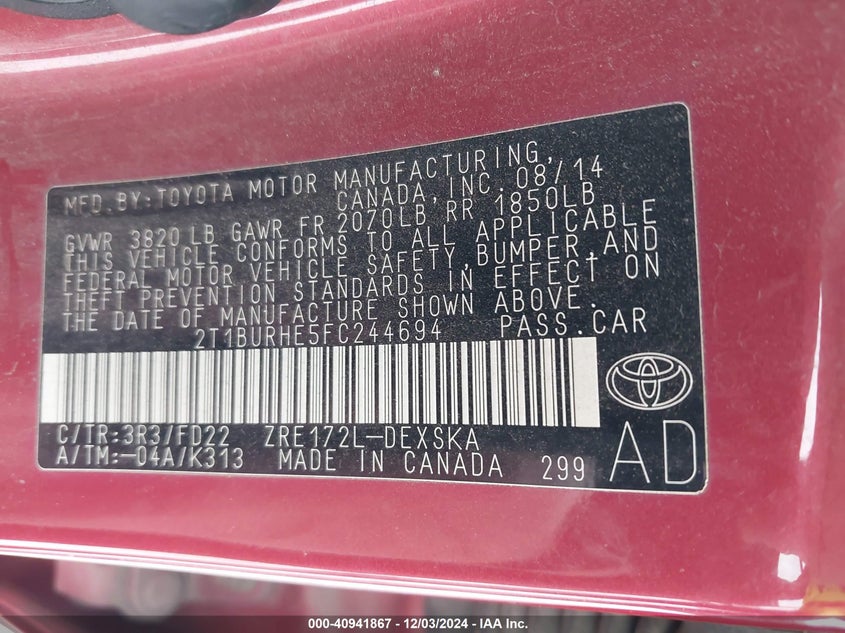 MFD.BY:TOYOTA MOTOR MANUFACTURING,
CANADA,INC.08/14
GVWR 3820LB GAWR FR 2070LB RR 1850LB
THIS VEHICLE CONFORMS TO ALL APPLICABLE
FEDERAL MOTOR VEHICLE SAFETY,BUMPER,AND
THEFT PREVENTION STANDARDS IN EFFECT ON
THE DATE OF MANUFACTURE SHOWN ABOVE.
2T1BURHE5FC244694 PASS.CAR
C/TR:3R3/FD22 ZRE172L-DEXSKA
A/TM:-04A/K313 MADE IN CANADA 299
AD
000-40941867 - 12/03/2024 - IAA Inc.